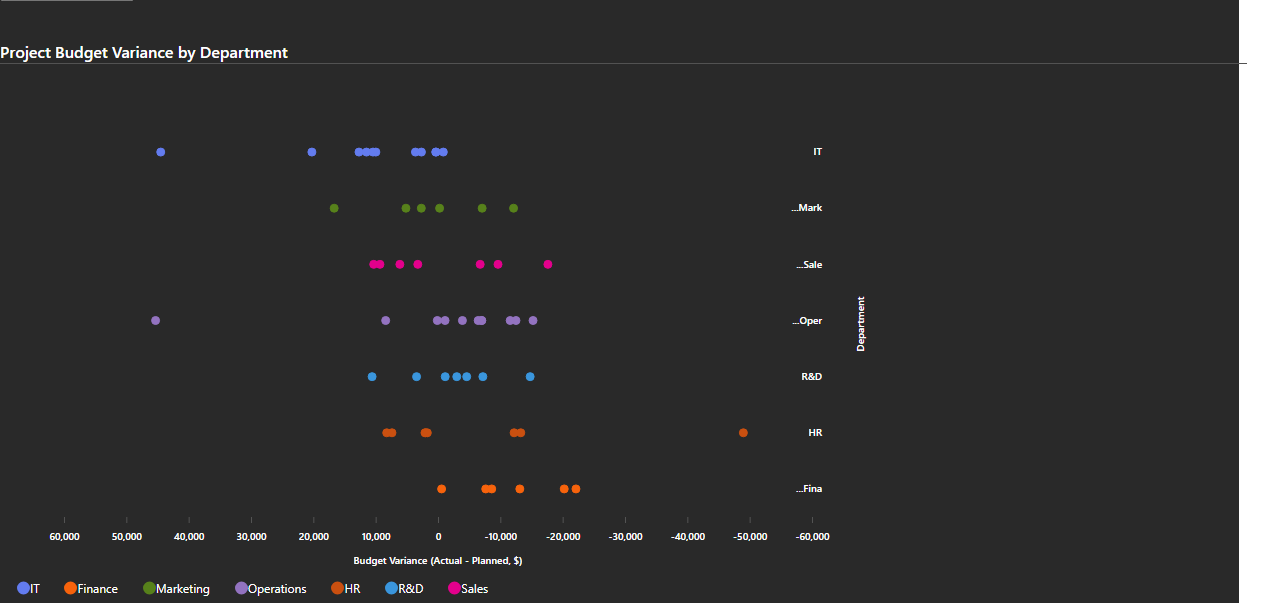 Project Budget Variance by Department
IT
...Mark
...Sale
...Oper
Department
R&D
HR
...Fina
60,000 50,000 40,000 30,000 20,000 10,000 0 -10,000 -20,000 -30,000 -40,000 -50,000 -60,000
Budget Variance (Actual - Planned, $)
IT Finance Marketing Operations HR R&D Sales